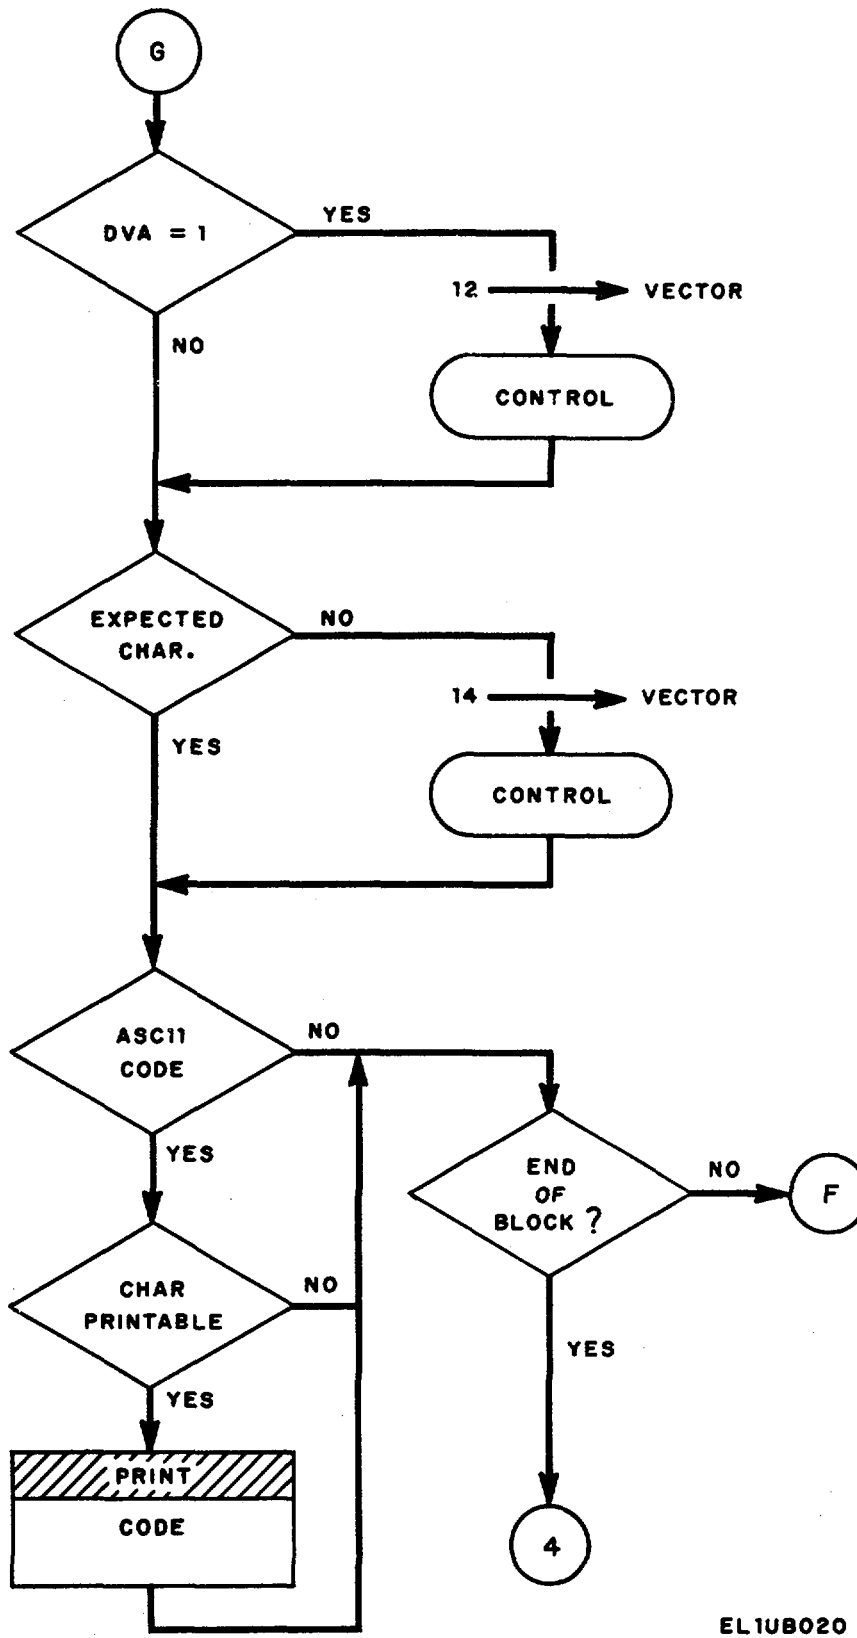 G
DVA = 1
YES
12 VECTOR
NO
CONTROL
EXPECTED
CHAR.
NO
14 VECTOR
YES
CONTROL
ASCII
CODE
NO
YES
END
OF
BLOCK ?
NO
F
CHAR
PRINTABLE
NO
YES
YES
PRINT
CODE
4
EL1UB020